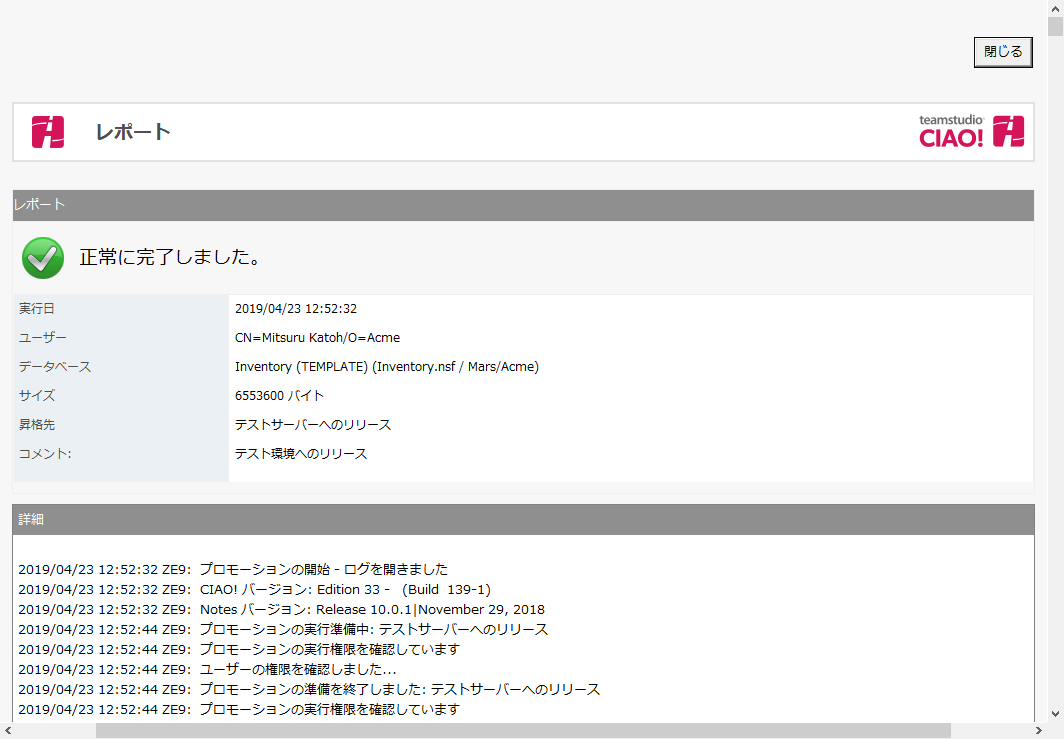 閉じる
レポート
teamstudio
CIAO!
レポート
正常に完了しました。
実行日 2019/04/23 12:52:32
ユーザー CN=Mitsuru Katoh/O=Acme
データベース Inventory (TEMPLATE) (Inventory.nsf / Mars/Acme)
サイズ 6553600 バイト
昇格先 テストサーバーへのリリース
コメント: テスト環境へのリリース
詳細
2019/04/23 12:52:32 ZE9: プロモーションの開始 - ログを開きました
2019/04/23 12:52:32 ZE9: CIAO! バージョン: Edition 33 - (Build 139-1)
2019/04/23 12:52:32 ZE9: Notes バージョン: Release 10.0.1|November 29, 2018
2019/04/23 12:52:44 ZE9: プロモーションの実行準備中: テストサーバーへのリリース
2019/04/23 12:52:44 ZE9: プロモーションの実行権限を確認しています
2019/04/23 12:52:44 ZE9: ユーザーの権限を確認しました...
2019/04/23 12:52:44 ZE9: プロモーションの準備を終了しました: テストサーバーへのリリース
2019/04/23 12:52:44 ZE9: プロモーションの実行権限を確認しています